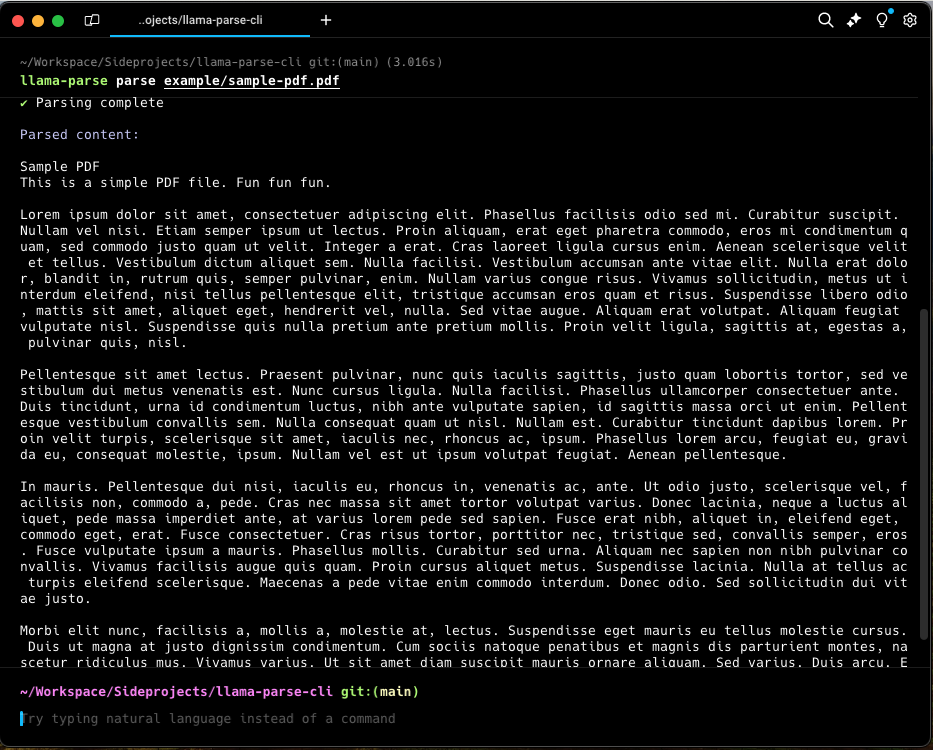 ..ojects/llama-parse-cli
~/Workspace/Sideprojects/llama-parse-cli git:(main) (3.016s)
llama-parse parse example/sample-pdf.pdf
✔ Parsing complete
Parsed content:
Sample PDF
This is a simple PDF file. Fun fun fun.
Lorem ipsum dolor sit amet, consectetuer adipiscing elit. Phasellus facilisis odio sed mi. Curabitur suscipit.
Nullam vel nisi. Etiam semper ipsum ut lectus. Proin aliquam, erat eget pharetra commodo, eros mi condimentum q
uam, sed commodo justo quam ut velit. Integer a erat. Cras laoreet ligula cursus enim. Aenean scelerisque velit
 et tellus. Vestibulum dictum aliquet sem. Nulla facilisi. Vestibulum accumsan ante vitae elit. Nulla erat dolo
r, blandit in, rutrum quis, semper pulvinar, enim. Nullam varius congue risus. Vivamus sollicitudin, metus ut i
nterdum eleifend, nisi tellus pellentesque elit, tristique accumsan eros quam et risus. Suspendisse libero odio
, mattis sit amet, aliquet eget, hendrerit vel, nulla. Sed vitae augue. Aliquam erat volutpat. Aliquam feugiat
vulputate nisl. Suspendisse quis nulla pretium ante pretium mollis. Proin velit ligula, sagittis at, egestas a,
 pulvinar quis, nisl.
Pellentesque sit amet lectus. Praesent pulvinar, nunc quis iaculis sagittis, justo quam lobortis tortor, sed ve
stibulum dui metus venenatis est. Nunc cursus ligula. Nulla facilisi. Phasellus ullamcorper consectetuer ante.
Duis tincidunt, urna id condimentum luctus, nibh ante vulputate sapien, id sagittis massa orci ut enim. Pellent
esque vestibulum convallis sem. Nulla consequat quam ut nisl. Nullam est. Curabitur tincidunt dapibus lorem. Pr
oin velit turpis, scelerisque sit amet, iaculis nec, rhoncus ac, ipsum. Phasellus lorem arcu, feugiat eu, gravi
da eu, consequat molestie, ipsum. Nullam vel est ut ipsum volutpat feugiat. Aenean pellentesque.
In mauris. Pellentesque dui nisi, iaculis eu, rhoncus in, venenatis ac, ante. Ut odio justo, scelerisque vel, f
acilisis non, commodo a, pede. Cras nec massa sit amet tortor volutpat varius. Donec lacinia, neque a luctus al
iquet, pede massa imperdiet ante, at varius lorem pede sed sapien. Fusce erat nibh, aliquet in, eleifend eget,
commodo eget, erat. Fusce consectetuer. Cras risus tortor, porttitor nec, tristique sed, convallis semper, eros
. Fusce vulputate ipsum a mauris. Phasellus mollis. Curabitur sed urna. Aliquam nec sapien non nibh pulvinar co
nvallis. Vivamus facilisis augue quis quam. Proin cursus aliquet metus. Suspendisse lacinia. Nulla at tellus ac
 turpis eleifend scelerisque. Maecenas a pede vitae enim commodo interdum. Donec odio. Sed sollicitudin dui vit
ae justo.
Morbi elit nunc, facilisis a, mollis a, molestie at, lectus. Suspendisse eget mauris eu tellus molestie cursus.
 Duis ut magna at justo dignissim condimentum. Cum sociis natoque penatibus et magnis dis parturient montes, na
scetur ridiculus mus. Vivamus varius. Ut sit amet diam suscipit mauris ornare aliquam. Sed varius. Duis arcu. E
~/Workspace/Sideprojects/llama-parse-cli git:(main)
Try typing natural language instead of a command